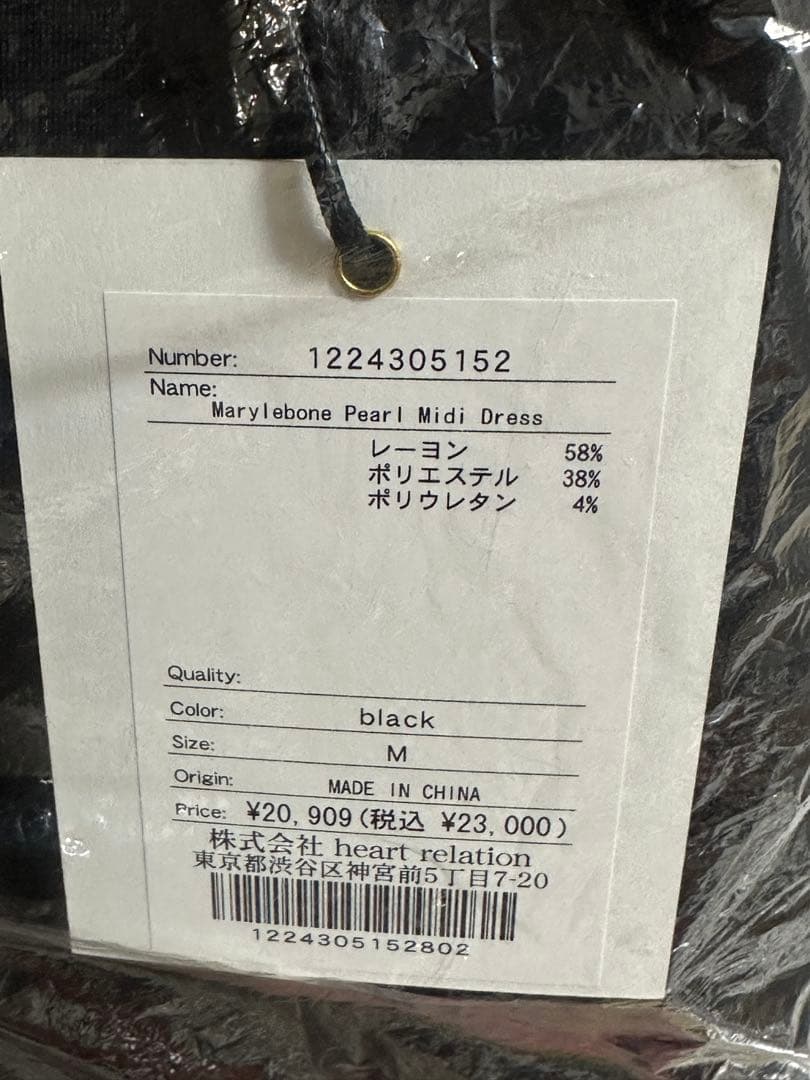 Number: 1224305152
Name:
Marylebone Pearl Midi Dress
レーヨン 58%
ポリエステル 38%
ポリウレタン 4%
Quality:
Color: black
Size: M
Origin: MADE IN CHINA
Price: ¥20,909(税込 ¥23,000)
株式会社 heart relation
東京都渋谷区神宮前5丁目7-20
1224305152802